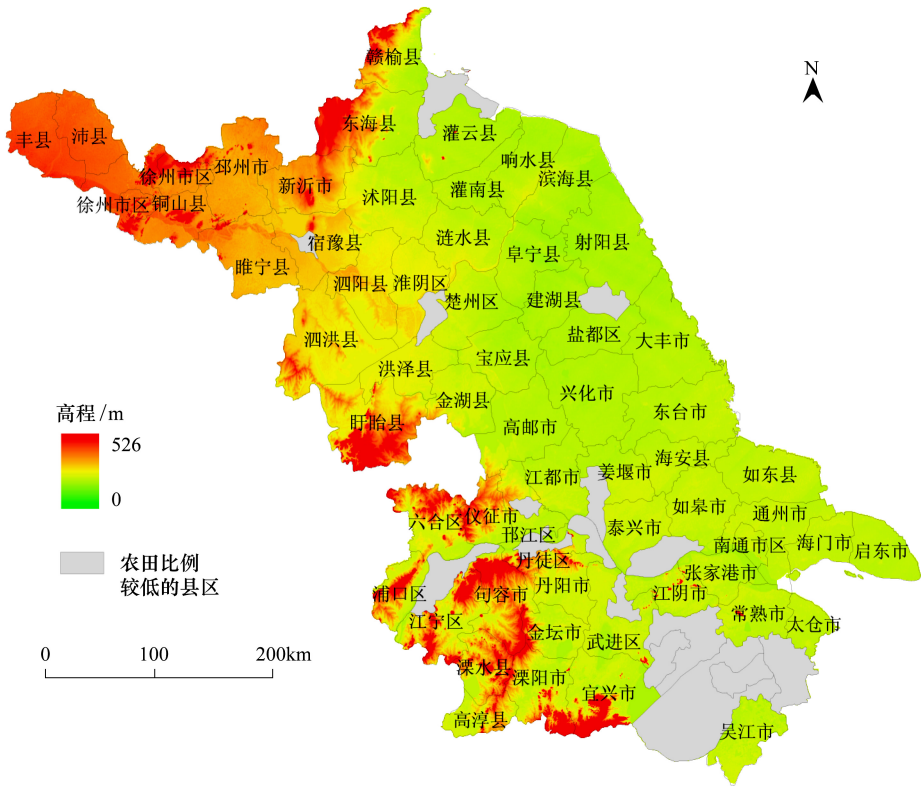 N
赣榆县
东海县
灌云县
丰县
沛县
响水县
徐州市区
邳州市
新沂市
沭阳县
灌南县
滨海县
徐州市区
铜山县
宿豫县
涟水县
阜宁县
射阳县
睢宁县
泗阳县
淮阴区
楚州区
建湖县
泗洪县
盐都区
大丰市
洪泽县
宝应县
金湖县
兴化市
东台市
盱眙县
高邮市
高程/m
526
0
农田比例
较低的县区
江都市
姜堰市
海安县
如东县
六合区
仪征市
如皋市
通州市
邗江区
泰兴市
南通市区
海门市
启东市
丹徒区
浦口区
句容市
丹阳市
张家港市
江阴市
江宁区
常熟市
太仓市
金坛市
武进区
溧水县
溧阳市
宜兴市
高淳县
吴江市
0
100
200km